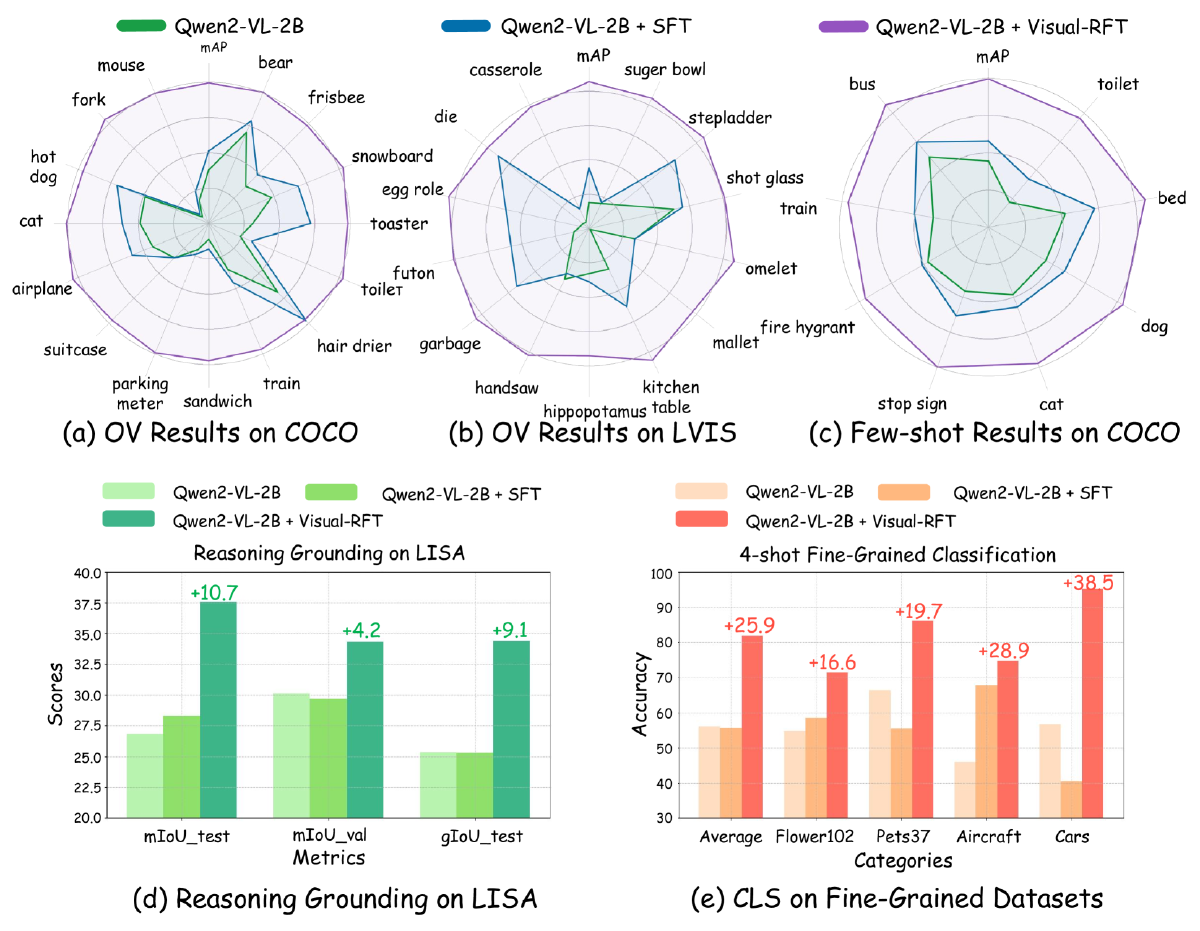 Qwen2-VL-2B
Qwen2-VL-2B + SFT
Qwen2-VL-2B + Visual-RFT
mAP
bear
frisbee
snowboard
toaster
toilet
hair drier
train
sandwich
parking
meter
suitcase
airplane
cat
hot
dog
fork
mouse
(a) OV Results on COCO
mAP
suger bowl
stepladder
shot glass
omelet
mallet
kitchen
table
hippopotamus
handsaw
garbage
futon
egg role
die
casserole
(b) OV Results on LVIS
mAP
toilet
bed
dog
cat
stop sign
fire hygrant
train
bus
(c) Few-shot Results on COCO
Qwen2-VL-2B
Qwen2-VL-2B + SFT
Qwen2-VL-2B + Visual-RFT
Reasoning Grounding on LISA
Scores
40.0
37.5
35.0
32.5
30.0
27.5
25.0
22.5
20.0
+10.7
+4.2
+9.1
mIoU_test
mIoU_val
gIoU_test
Metrics
(d) Reasoning Grounding on LISA
Qwen2-VL-2B
Qwen2-VL-2B + SFT
Qwen2-VL-2B + Visual-RFT
4-shot Fine-Grained Classification
Accuracy
100
90
80
70
60
50
40
30
+25.9
+16.6
+19.7
+28.9
+38.5
Average
Flower102
Pets37
Aircraft
Cars
Categories
(e) CLS on Fine-Grained Datasets